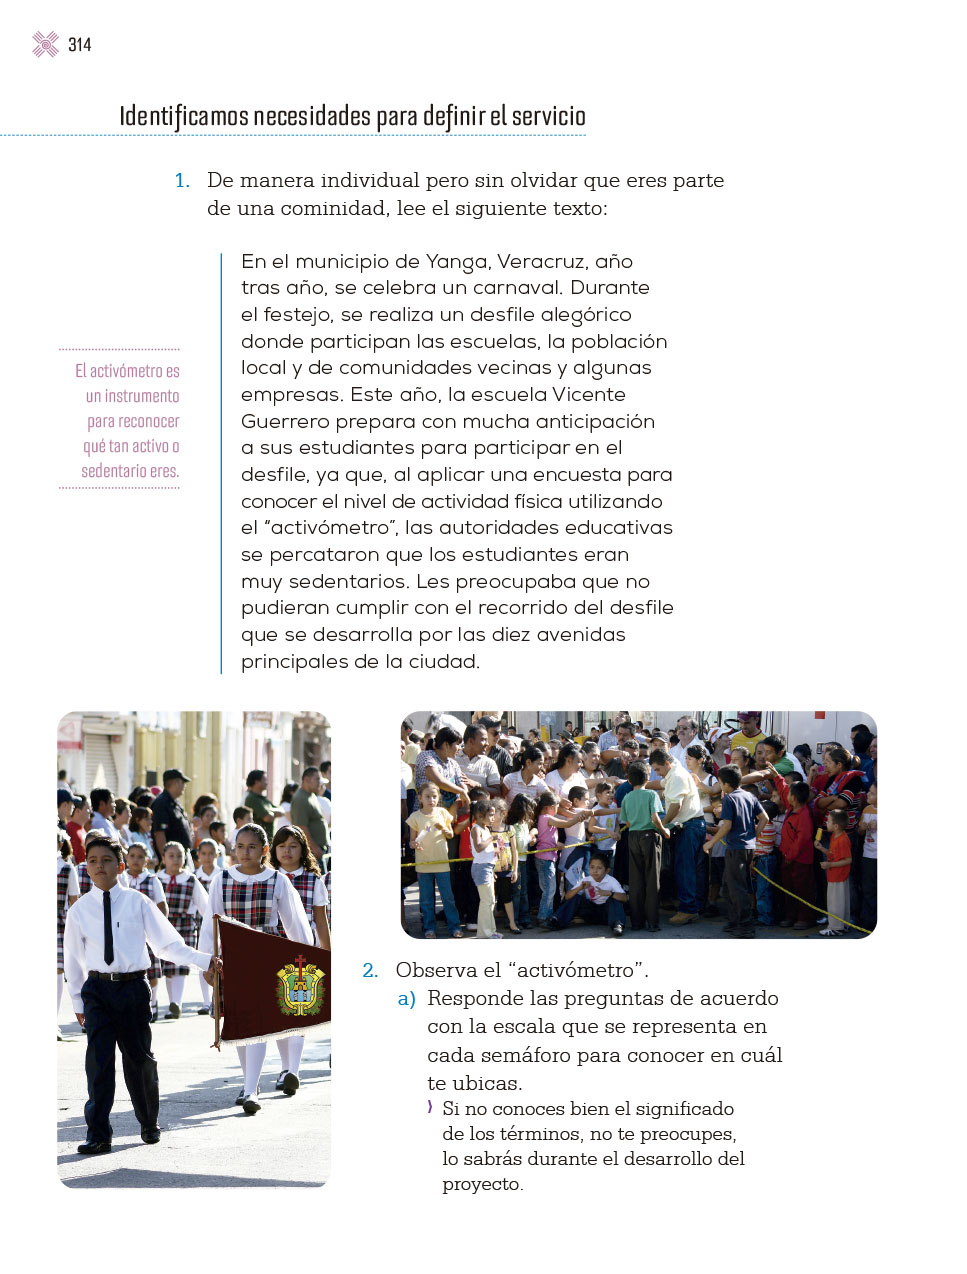 314
Identificamos necesidades para definir el servicio
1. De manera individual pero sin olvidar que eres parte
de una cominidad, lee el siguiente texto:
En el municipio de Yanga, Veracruz, año
tras año, se celebra un carnaval. Durante
el festejo, se realiza un desfile alegórico
donde participan las escuelas, la población
local y de comunidades vecinas y algunas
empresas. Este año, la escuela Vicente
Guerrero prepara con mucha anticipación
a sus estudiantes para participar en el
desfile, ya que, al aplicar una encuesta para
conocer el nivel de actividad física utilizando
el “activómetro”, las autoridades educativas
se percataron que los estudiantes eran
muy sedentarios. Les preocupaba que no
pudieran cumplir con el recorrido del desfile
que se desarrolla por las diez avenidas
principales de la ciudad.
El activómetro es
un instrumento
para reconocer
qué tan activo o
sedentario eres.
2. Observa el “activómetro”.
a) Responde las preguntas de acuerdo
con la escala que se representa en
cada semáforo para conocer en cuál
te ubicas.
⟩ Si no conoces bien el significado
de los términos, no te preocupes,
lo sabrás durante el desarrollo del
proyecto.